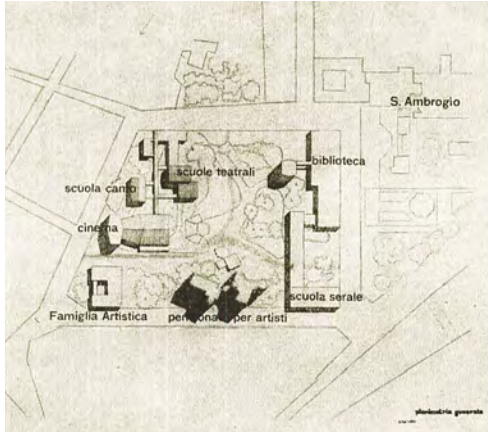 S. Ambrogio
biblioteca
scuole teatrali
scuola canto
cinema
scuola serale
Famiglia Artistica
per artisti
planimetria generale